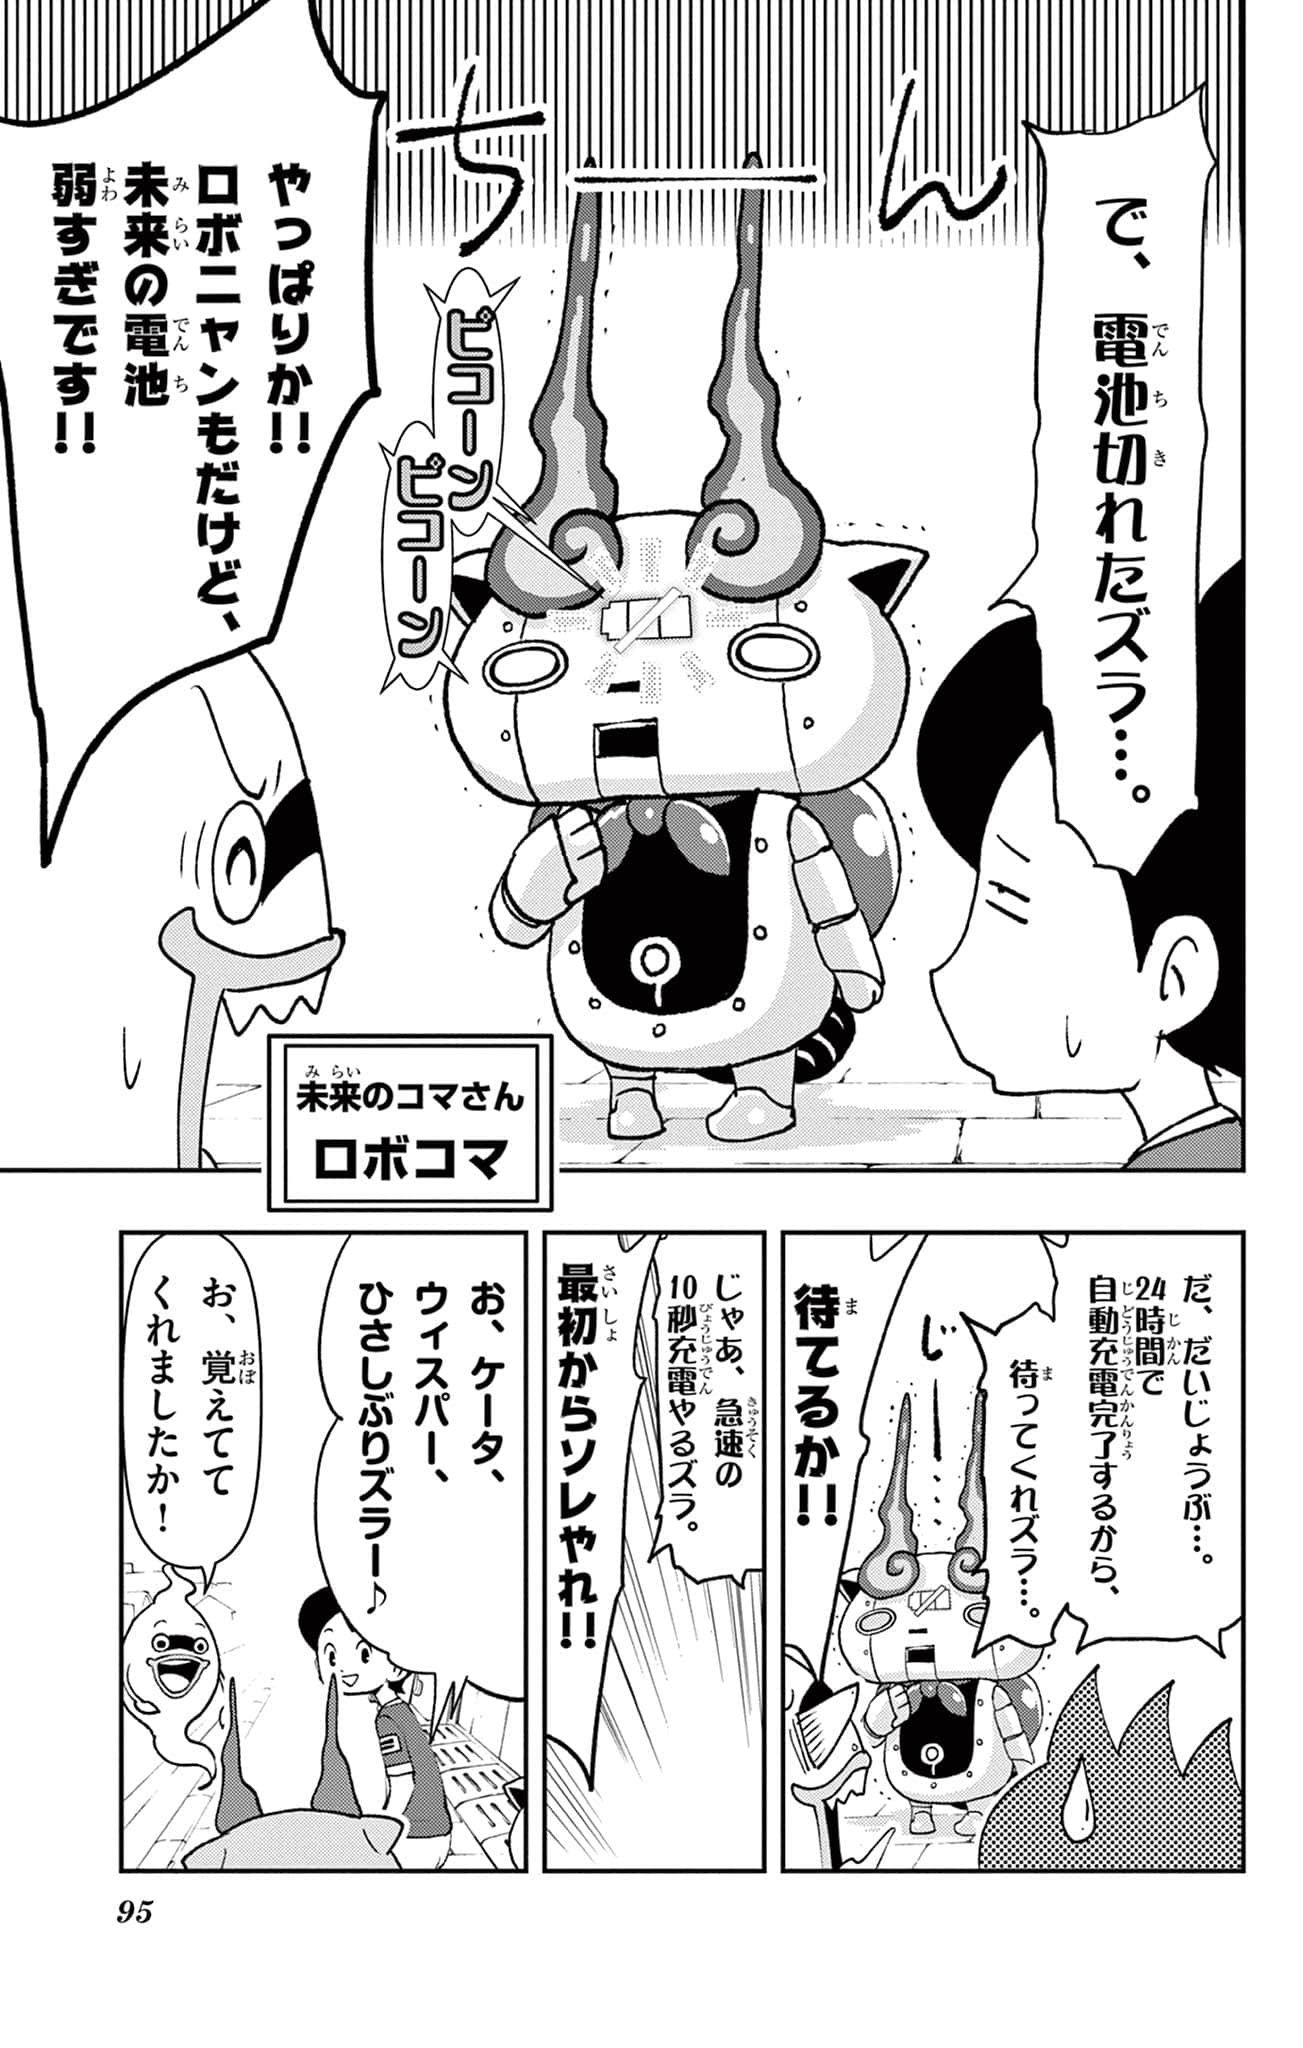 で、電池切れたズラ…。
ちーん
ピコーン
ピコーン
やっぱりか!!
ロボニャンもだけど、
未来の電池
弱すぎです!!
未来のコマさん
ロボコマ
だ、だいじょうぶ…。
24時間で
自動充電完了するから、
待ってくれズラ…。
じ…
待てるか!!
じゃあ、急速の
10秒充電やるズラ。
最初からソレやれ!!
お、ケータ、
ウィスパー、
ひさしぶりズラー♪
お、覚えてて
くれましたか!
95